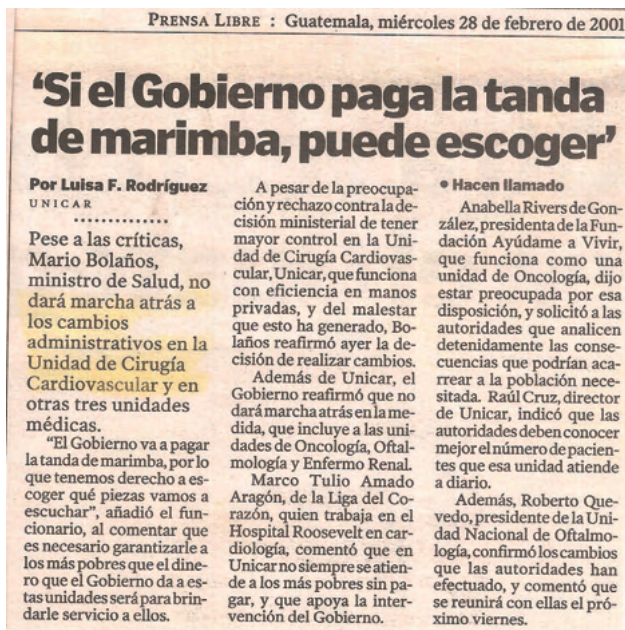 PRENSA LIBRE : Guatemala, miércoles 28 de febrero de 2001
‘Si el Gobierno paga la tanda
de marimba, puede escoger’
Por Luisa F. Rodríguez
UNICAR
Pese a las críticas,
Mario Bolaños,
ministro de Salud, no
dará marcha atrás a
los cambios
administrativos en la
Unidad de Cirugía
Cardiovascular y en
otras tres unidades
médicas.
“El Gobierno va a pagar
la tanda de marimba, por lo
que tenemos derecho a es-
coger qué piezas vamos a
escuchar”, añadió el fun-
cionario, al comentar que
es necesario garantizarle a
los más pobres que el dine-
ro que el Gobierno da a es-
tas unidades será para brin-
darle servicio a ellos.
A pesar de la preocupa-
ción y rechazo contra la de-
cisión ministerial de tener
mayor control en la Uni-
dad de Cirugía Cardiovas-
cular, Unicar, que funciona
con eficiencia en manos
privadas, y del malestar
que esto ha generado, Bo-
laños reafirmó ayer la de-
cisión de realizar cambios.
Además de Unicar, el
Gobierno reafirmó que no
dará marcha atrás en la me-
dida, que incluye a las uni-
dades de Oncología, Oftal-
mología y Enfermo Renal.
Marco Tulio Amado
Aragón, de la Liga del Co-
razón, quien trabaja en el
Hospital Roosevelt en car-
diología, comentó que en
Unicar no siempre se atien-
de a los más pobres sin pa-
gar, y que apoya la inter-
vención del Gobierno.
• Hacen llamado
Anabella Rivers de Gon-
zález, presidenta de la Fun-
dación Ayúdame a Vivir,
que funciona como una
unidad de Oncología, dijo
estar preocupada por esa
disposición, y solicitó a las
autoridades que analicen
detenidamente las conse-
cuencias que podrían aca-
rrear a la población nece-
sitada. Raúl Cruz, director
de Unicar, indicó que las
autoridades deben conocer
mejor el número de pacien-
tes que esa unidad atiende
a diario.
Además, Roberto Que-
vedo, presidente de la Uni-
dad Nacional de Oftalmo-
logía, confirmó los cambios
que las autoridades han
efectuado, y comentó que
se reunirá con ellas el pró-
ximo viernes.